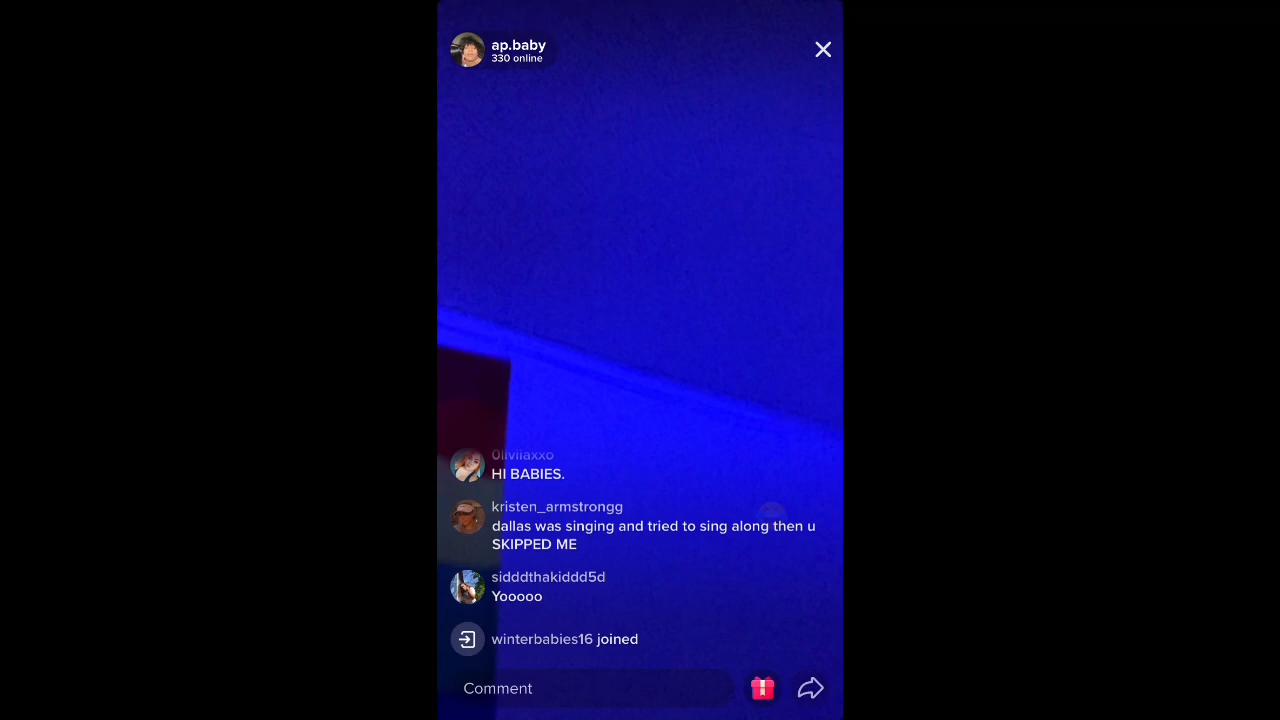 ap.baby
330 online
0liviiaxxo
HI BABIES.
kristen_armstrongg
dallas was singing and tried to sing along then u
SKIPPED ME
sidddthakiddd5d
Yooooo
winterbabies16 joined
Comment